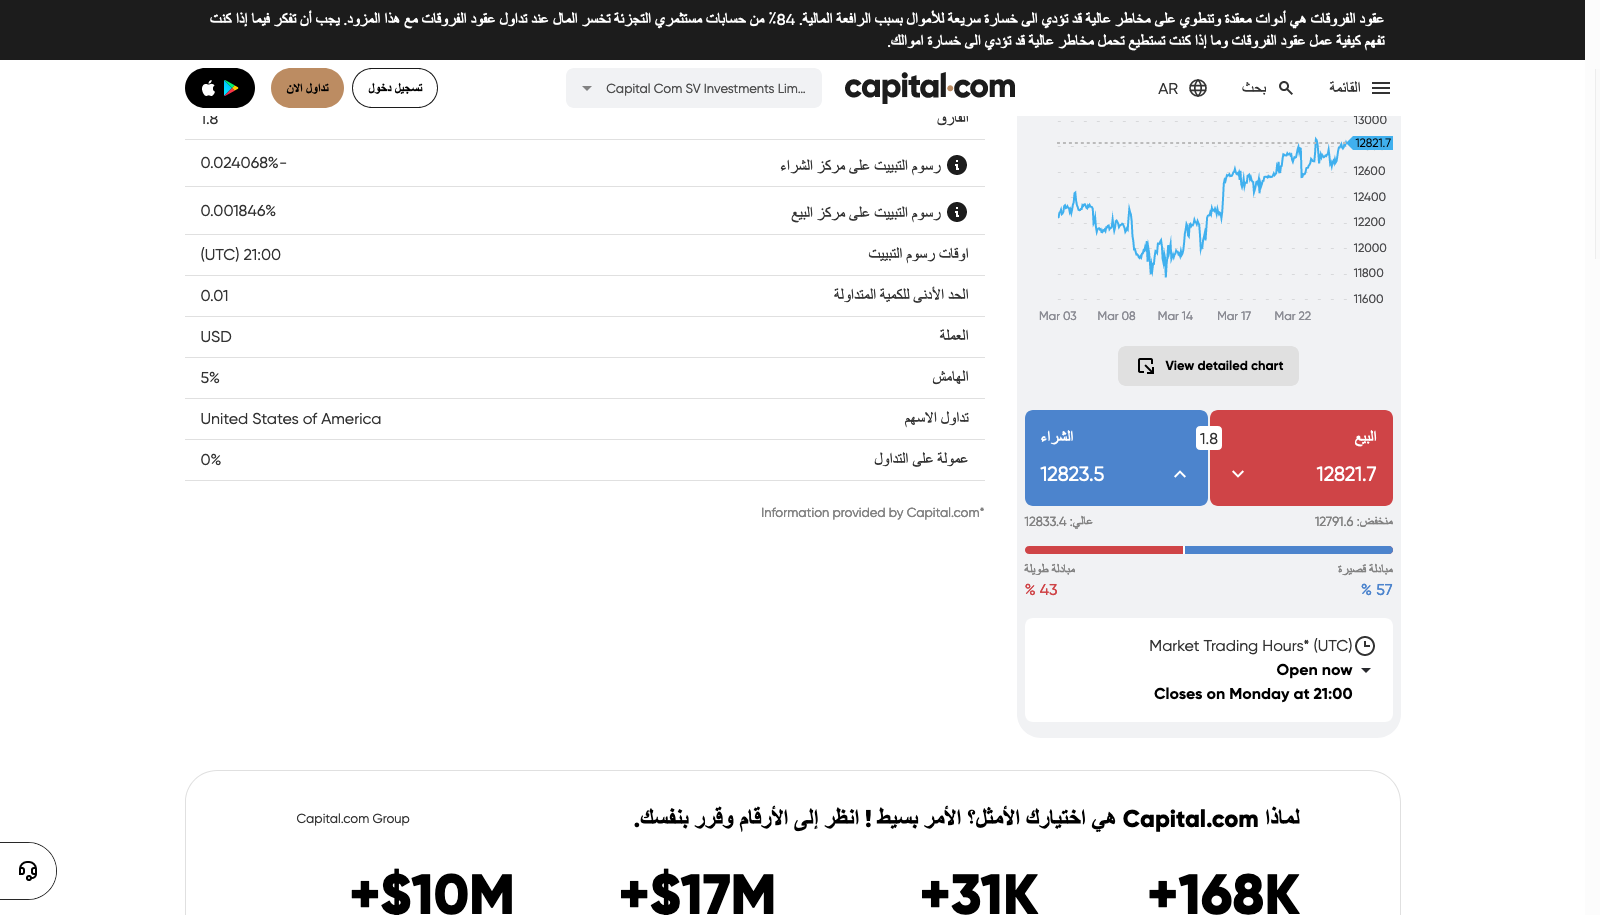 عقود الفروقات هي أدوات معقدة وتنطوي على مخاطر عالية قد تؤدي الى خسارة سريعة للأموال بسبب الرافعة المالية. 84٪ من حسابات مستثمري التجزئة تخسر المال عند تداول عقود الفروقات مع هذا المزود. يجب أن تفكر فيما إذا كنت
تفهم كيفية عمل عقود الفروقات وما إذا كنت تستطيع تحمل مخاطر عالية قد تؤدي الى خسارة اموالك.
القائمة
بحث
AR
capital.com
Capital Com SV Investments Lim...
تسجيل دخول
تداول الان
الفارق
1.8
رسوم التبييت على مركز الشراء
0.024068%-
رسوم التبييت على مركز البيع
0.001846%
اوقات رسوم التبييت
21:00 (UTC)
الحد الأدنى للكمية المتداولة
0.01
العملة
USD
الهامش
5%
تداول الاسهم
United States of America
عمولة على التداول
0%
Information provided by Capital.com*
13000
12821.7
12600
12400
12200
12000
11800
11600
Mar 03 Mar 08 Mar 14 Mar 17 Mar 22
View detailed chart
البيع
12821.7
1.8
الشراء
12823.5
منخفض: 12791.6
عالي: 12833.4
مبادلة قصيرة
57 %
مبادلة طويلة
43 %
Market Trading Hours* (UTC)
Open now
Closes on Monday at 21:00
لماذا Capital.com هي اختيارك الأمثل؟ الأمر بسيط ! انظر إلى الأرقام وقرر بنفسك.
Capital.com Group
+168K
+31K
+$17M
+$10M